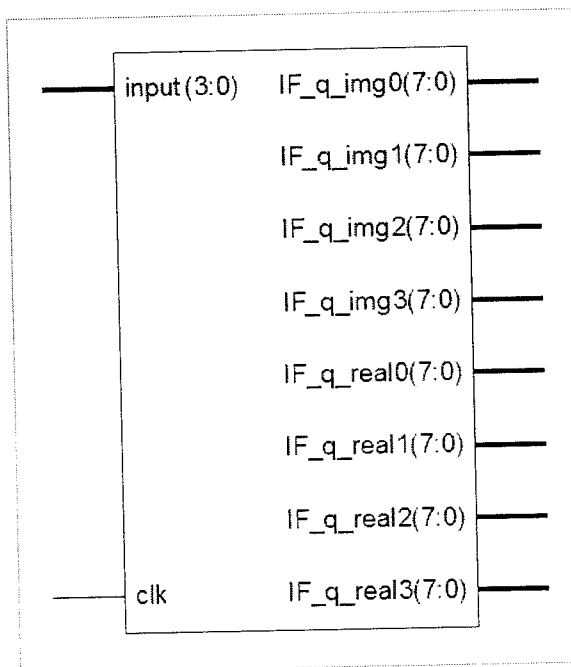 input(3:0) IF_q_img0(7:0)
IF_q_img1(7:0)
IF_q_img2(7:0)
IF_q_img3(7:0)
IF_q_real0(7:0)
IF_q_real1(7:0)
IF_q_real2(7:0)
clk IF_q_real3(7:0)